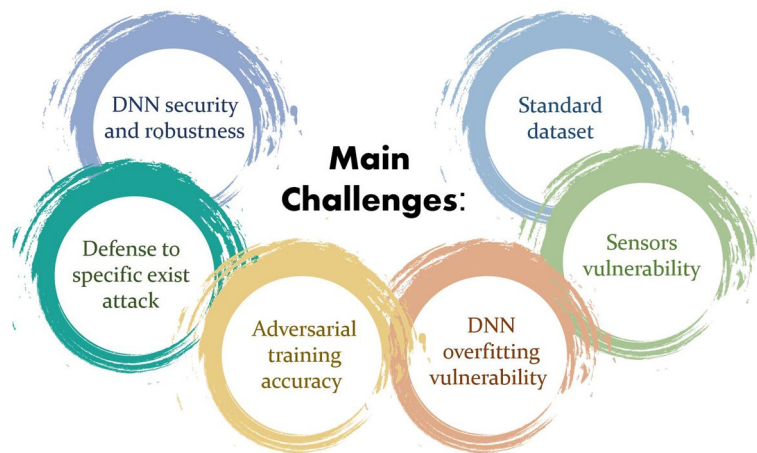 Main
Challenges:
DNN security
and robustness
Defense to
specific exist
attack
Adversarial
training
accuracy
DNN
overfitting
vulnerability
Sensors
vulnerability
Standard
dataset